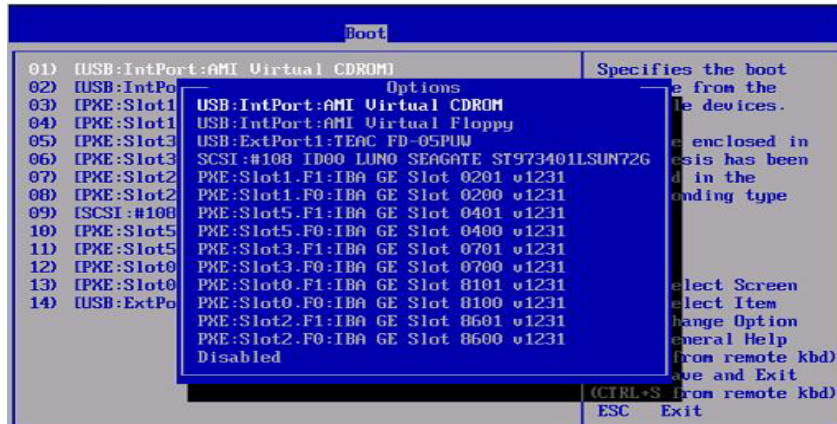 Boot
01) [USB:IntPort:AMI Virtual CDROM]
02) [USB:IntPo
03) [PXE:Slot1
04) [PXE:Slot1
05) [PXE:Slot3
06) [PXE:Slot3
07) [PXE:Slot2
08) [PXE:Slot2
09) [SCSI:#108
10) [PXE:Slot5
11) [PXE:Slot5
12) [PXE:Slot0
13) [PXE:Slot0
14) [USB:ExtPo
Options
USB:IntPort:AMI Virtual CDROM
USB:IntPort:AMI Virtual Floppy
USB:ExtPort1:TEAC FD-05PUW
SCSI:#108 ID00 LUN0 SEAGATE ST973401LSUN72G
PXE:Slot1.F1:IBA GE Slot 0201 v1231
PXE:Slot1.F0:IBA GE Slot 0200 v1231
PXE:Slot5.F1:IBA GE Slot 0401 v1231
PXE:Slot5.F0:IBA GE Slot 0400 v1231
PXE:Slot3.F1:IBA GE Slot 0701 v1231
PXE:Slot3.F0:IBA GE Slot 0700 v1231
PXE:Slot0.F1:IBA GE Slot 8101 v1231
PXE:Slot0.F0:IBA GE Slot 8100 v1231
PXE:Slot2.F1:IBA GE Slot 8601 v1231
PXE:Slot2.F0:IBA GE Slot 8600 v1231
Disabled
Specifies the boot
e from the
le devices.
e enclosed in
esis has been
d in the
onding type
elect Screen
elect Item
hange Option
eneral Help
from remote kbd)
ave and Exit
(CTRL+S from remote kbd)
ESC Exit